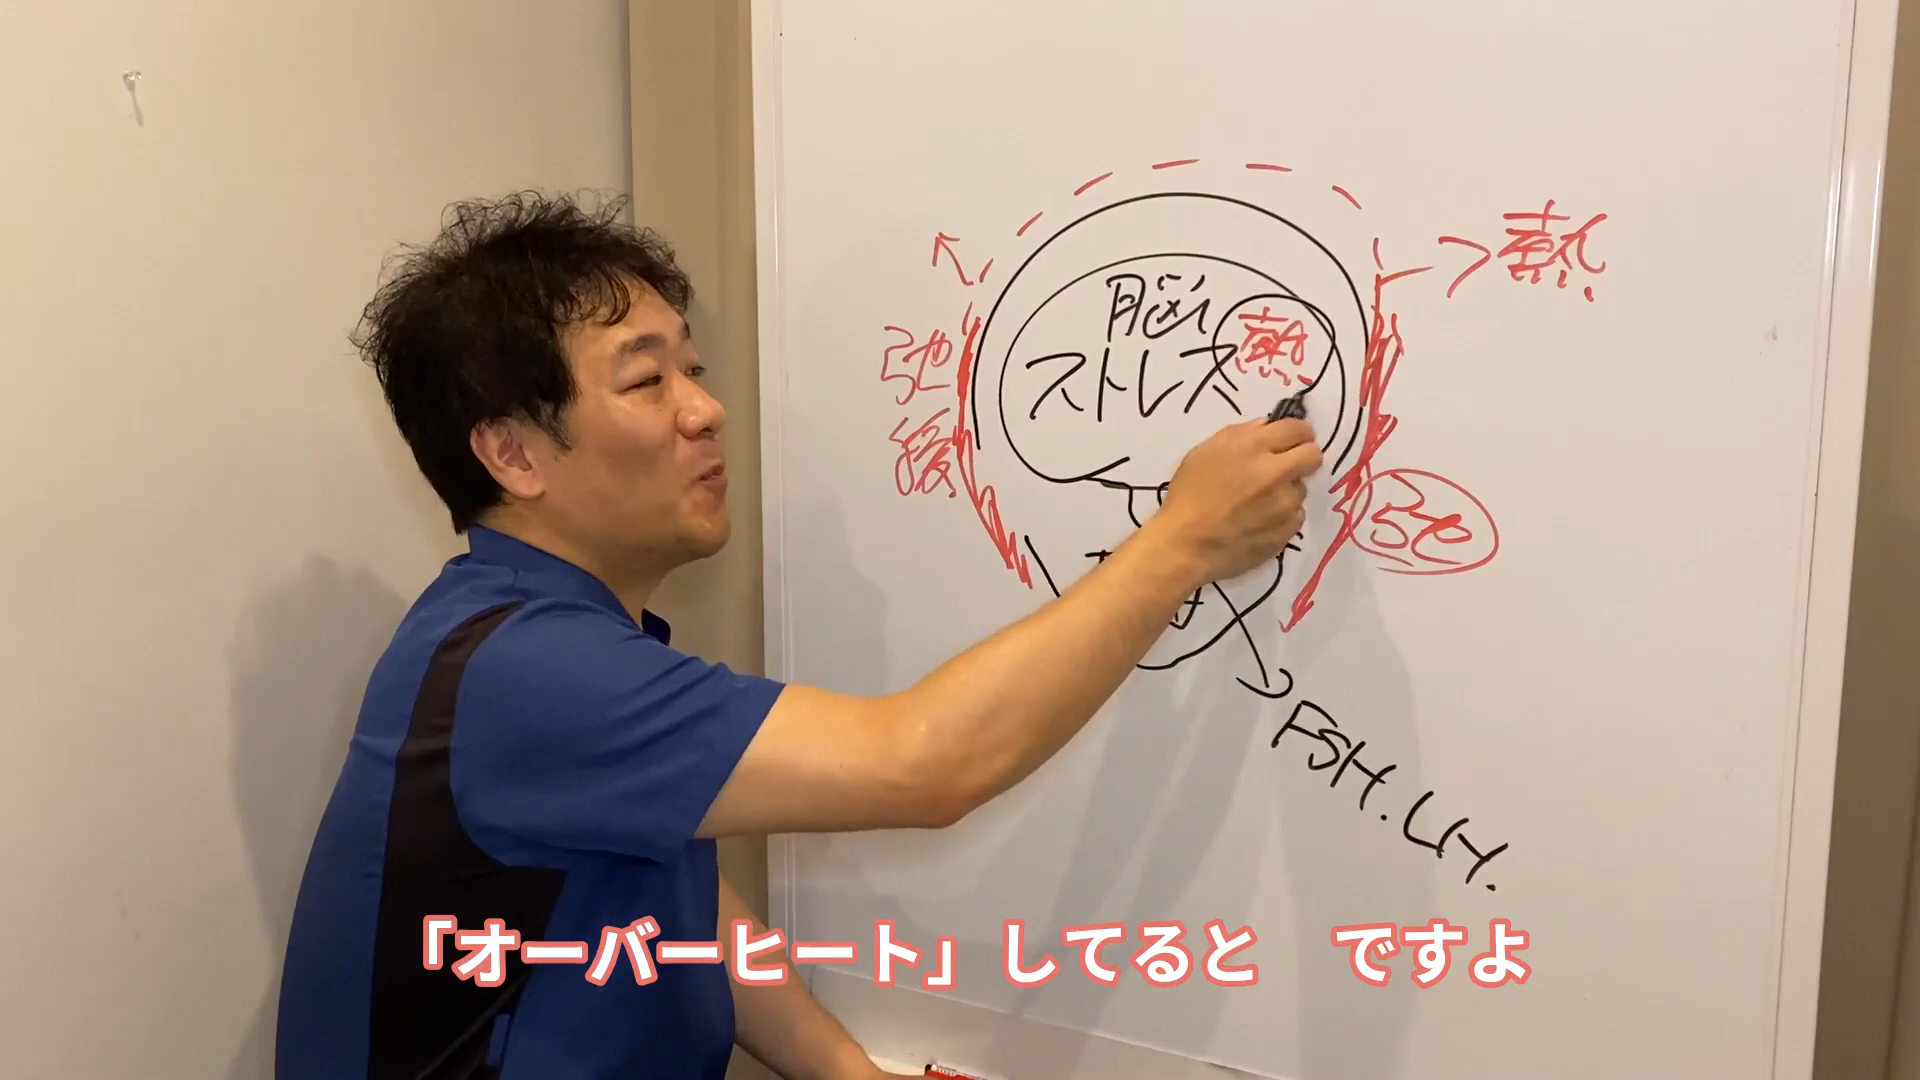 熱
脳
熱
ストレス
弛
緩
弛
FSH.LH.
「オーバーヒート」してると ですよ